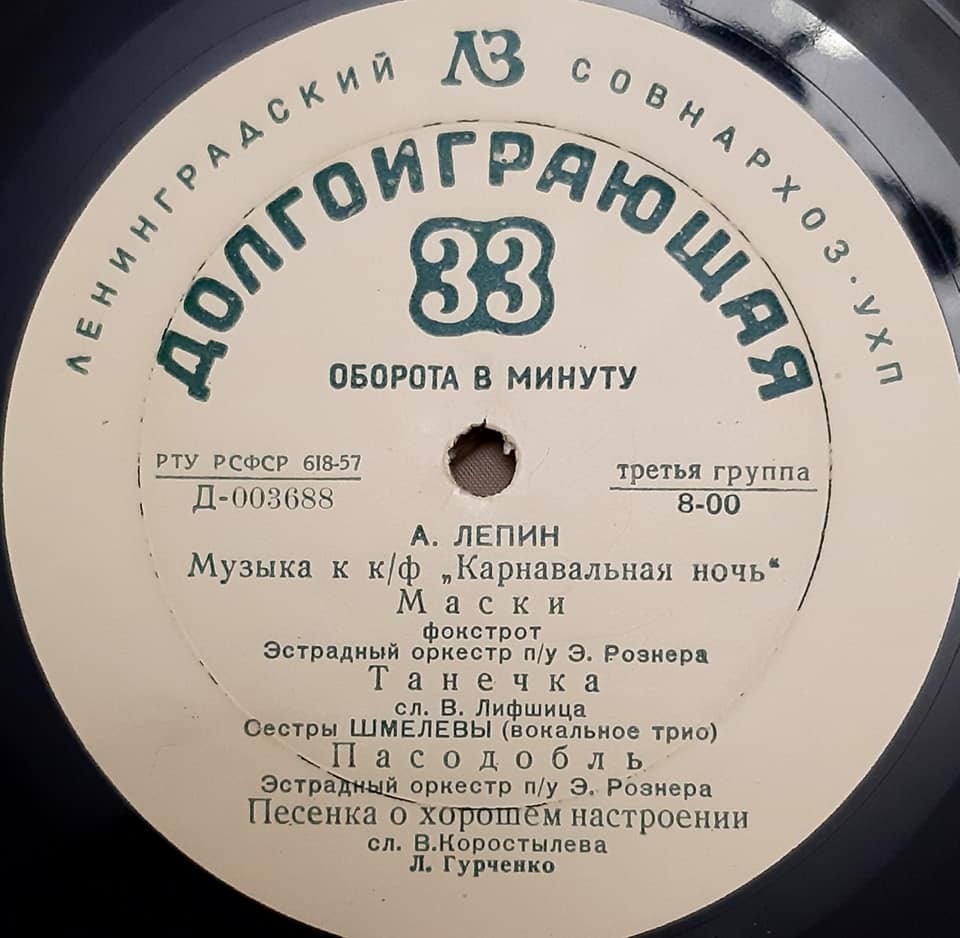 ЛЕНИНГРАДСКИЙ ЛЗ СОВНАРХОЗ·УХП
ДОЛГОИГРАЮЩАЯ
33
ОБОРОТА В МИНУТУ
РТУ РСФСР 618-57
Д-003688
третья группа
8-00
А. ЛЕПИН
Музыка к к/ф „Карнавальная ночь“
Маски
фокстрот
Эстрадный оркестр п/у Э. Рознера
Танечка
сл. В. Лифшица
Сестры ШМЕЛЕВЫ (вокальное трио)
Пасодобль
Эстрадный оркестр п/у Э. Рознера
Песенка о хорошем настроении
сл. В.Коростылева
Л. Гурченко